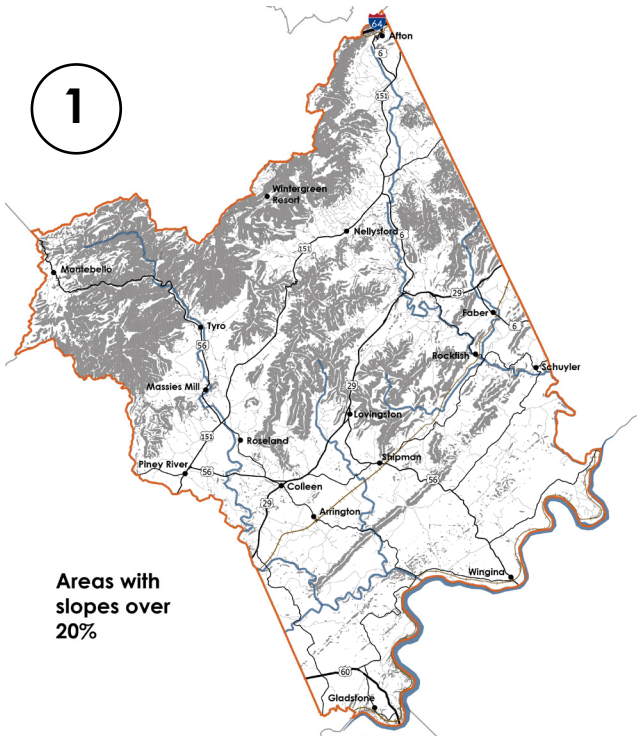 64
Afton
6
1
151
Wintergreen
Resort
Nellysford
6
151
Montebello
29
Faber
6
Tyro
56
Rockfish
Schuyler
Massies Mill
29
Lovingston
151
Roseland
Shipman
Piney River
56
56
Colleen
29
Arrington
Wingina
Areas with
slopes over
20%
60
Gladstone